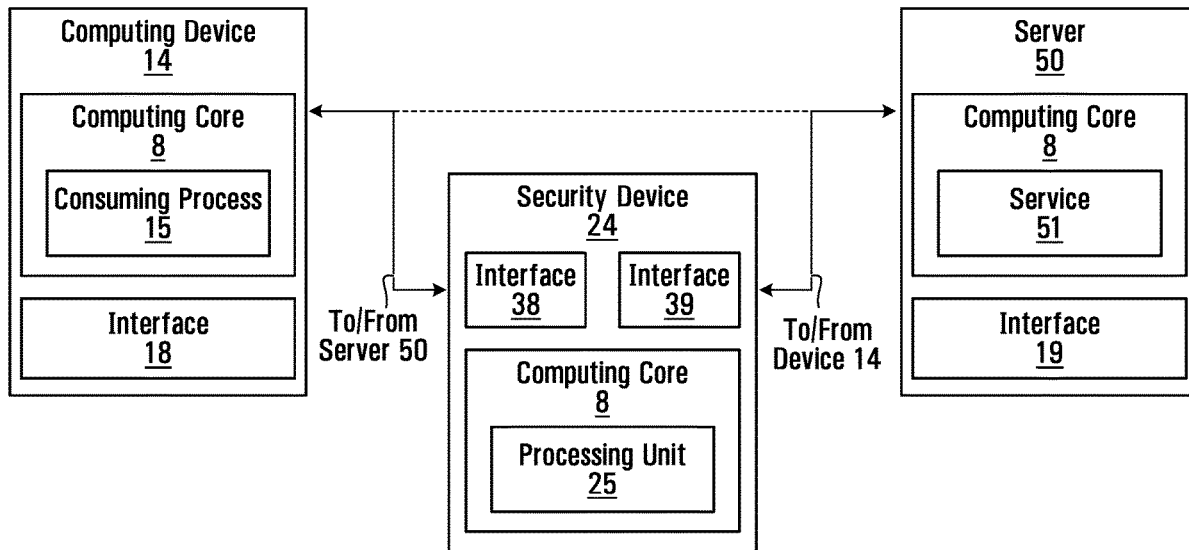 Computing Device
14
Computing Core
8
Consuming Process
15
Interface
18
To/From
Server 50
Security Device
24
Interface
38
Interface
39
Computing Core
8
Processing Unit
25
To/From
Device 14
Server
50
Computing Core
8
Service
51
Interface
19